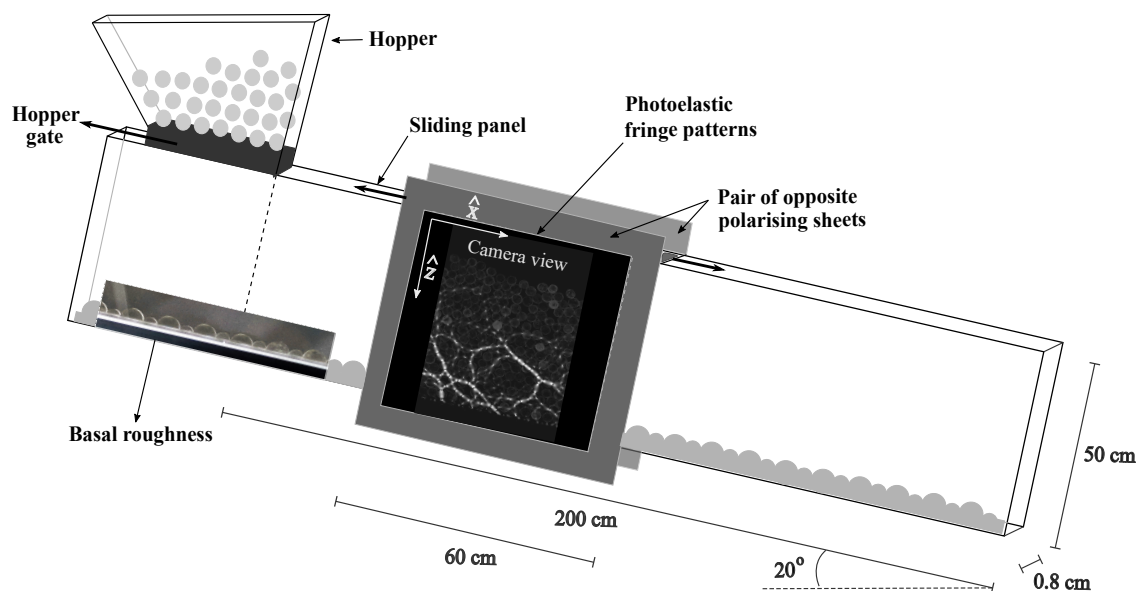 Hopper
Hopper
gate
Sliding panel
Photoelastic
fringe patterns
Pair of opposite
polarising sheets
x̂
Camera view
ẑ
Basal roughness
50 cm
200 cm
60 cm
20°
0.8 cm